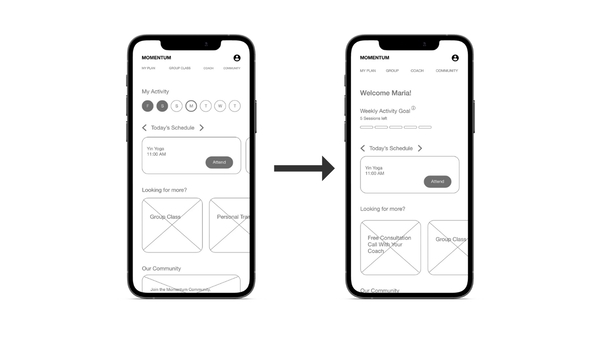 MOMENTUM
MY PLAN GROUP CLASS COACH COMMUNITY
My Activity
F S S M T W T
Today's Schedule
Yin Yoga
11:00 AM
Attend
Looking for more?
Group Class
Personal Trai
Our Community
Join the Momentum Community
MOMENTUM
MY PLAN GROUP COACH COMMUNITY
Welcome Maria!
Weekly Activity Goal
5 Sessions left
Today's Schedule
Yin Yoga
11:00 AM
Attend
Looking for more?
Free Consultation
Call With Your
Coach
Group Class
Our Community